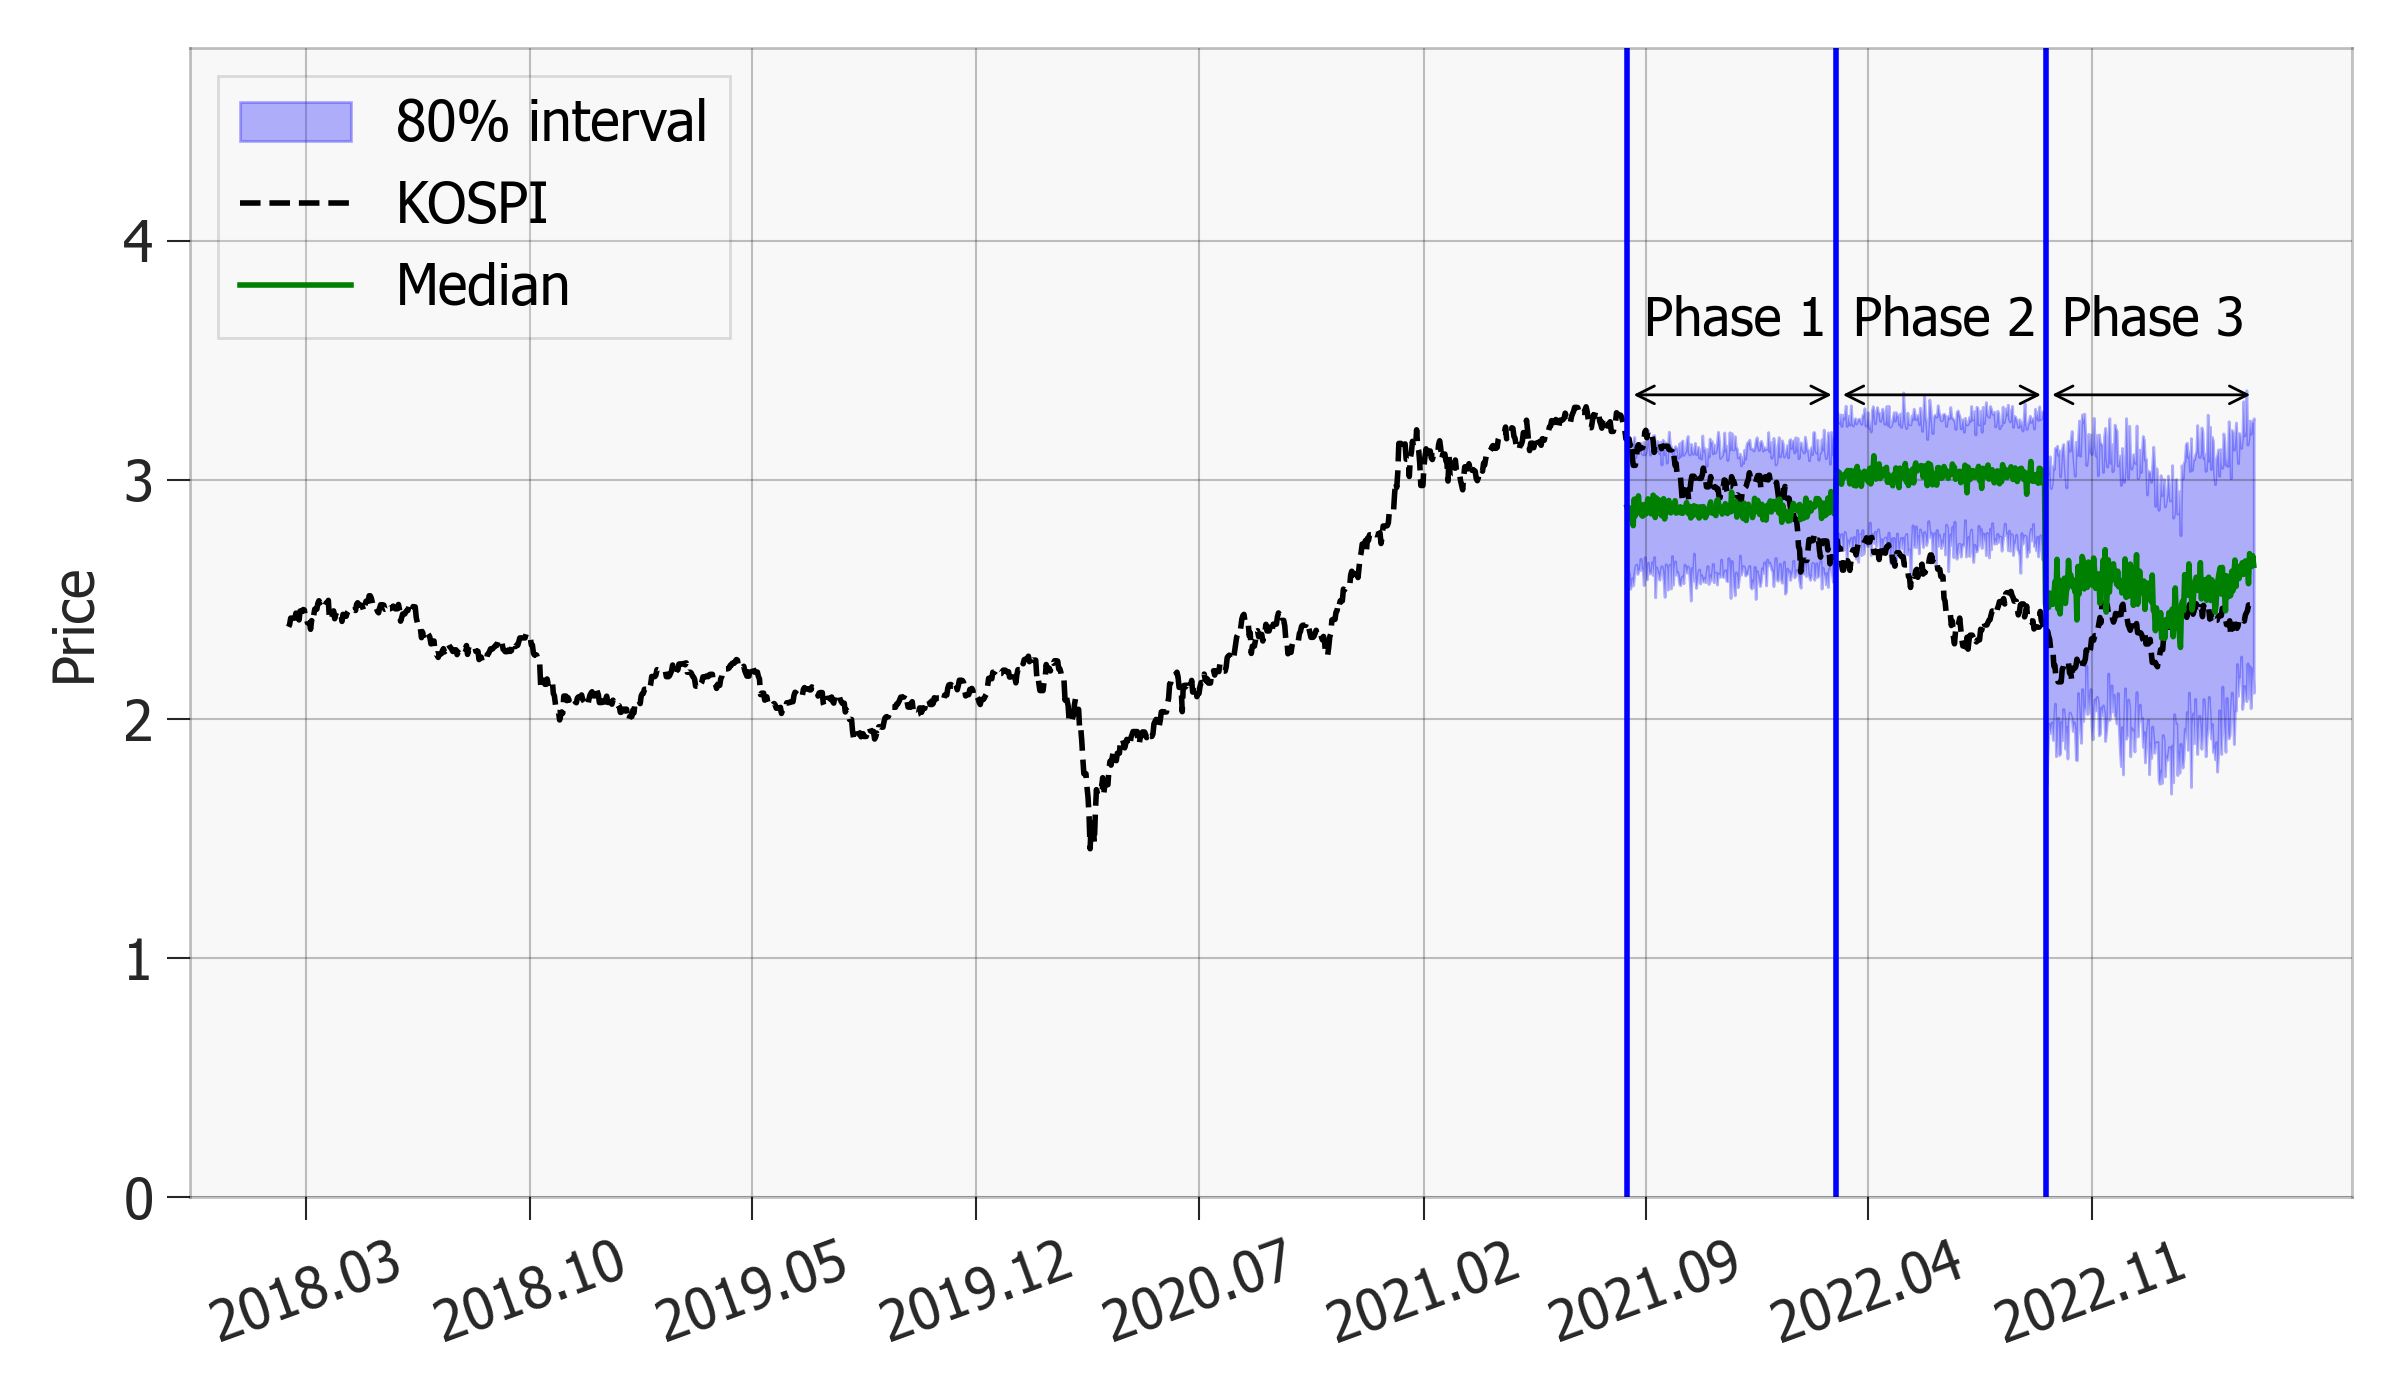 80% interval
KOSPI
Median
Phase 1
Phase 2
Phase 3
Price
4
3
2
1
0
2018.03
2018.10
2019.05
2019.12
2020.07
2021.02
2021.09
2022.04
2022.11